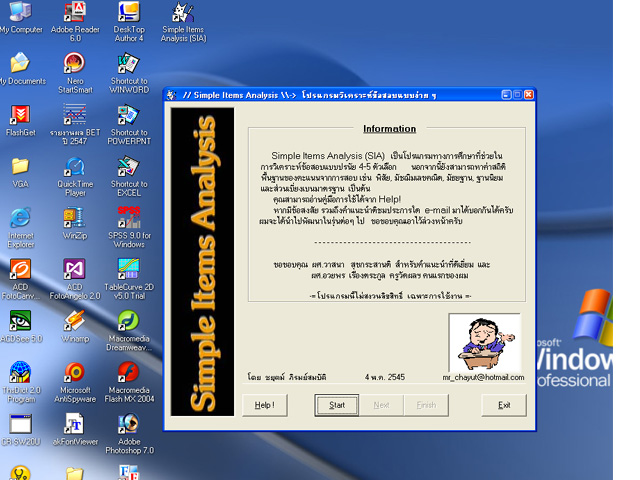 My Computer
Adobe Reader
6.0
DeskTop
Author 4
Simple Items
Analysis (SIA)
My Documents
Nero
StartSmart
Shortcut to
WINWORD
FlashGet
รายงานผล BET
ปี 2547
Shortcut to
POWERPNT
VGA
QuickTime
Player
Shortcut to
EXCEL
Internet
Explorer
WinZip
SPSS 9.0 for
Windows
ACD
FotoCanv...
ACD
FotoAngelo 2.0
TableCurve 2D
v5.0 Trial
ACDSee 5.0
Winamp
Macromedia
Dreamweav...
Program
Microsoft
AntiSpyware
Macromedia
Flash MX 2004
CR-SW20U
akFontViewer
Adobe
Photoshop 7.0
// Simple Items Analysis \\-> โปรแกรมวิเคราะห์ข้อสอบแบบง่าย ๆ
Simple Items Analysis
Information
Simple Items Analysis (SIA) เป็นโปรแกรมทางการศึกษาที่ช่วยใน
การวิเคราะห์ข้อสอบแบบปรนัย 4-5 ตัวเลือก นอกจากนี้ยังสามารถหาค่าสถิติ
พื้นฐานของคะแนนจากการสอบ เช่น พิสัย, มัชฌิมเลขคณิต, มัธยฐาน, ฐานนิยม
และส่วนเบี่ยงเบนมาตรฐาน เป็นต้น
คุณสามารถอ่านคู่มือการใช้ได้จาก Help!
หากมีข้อสงสัย รวมถึงคำแนะนำติชมประการใด e-mail มาได้บอกกันได้ครับ
ผมจะได้นำไปพัฒนาในรุ่นต่อๆ ไป ขอขอบคุณเอาไว้ล่วงหน้าครับ
ขอขอบคุณ ผศ.วาสนา สุขกระสานติ สำหรับคำแนะนำที่ดีเยี่ยม และ
ผศ.อวยพร เรืองตระกูล ครูวัดผลฯ คนแรกของผม
-= โปรแกรมนี้ไม่สงวนลิขสิทธิ์ เฉพาะการใช้งาน =-
โดย ชยุตม์ ภิรมย์สมบัติ
4 พ.ค. 2545
mr_chayut@hotmail.com
Help !
Start
Next
Finish
Exit
osoft
Window
ofessional